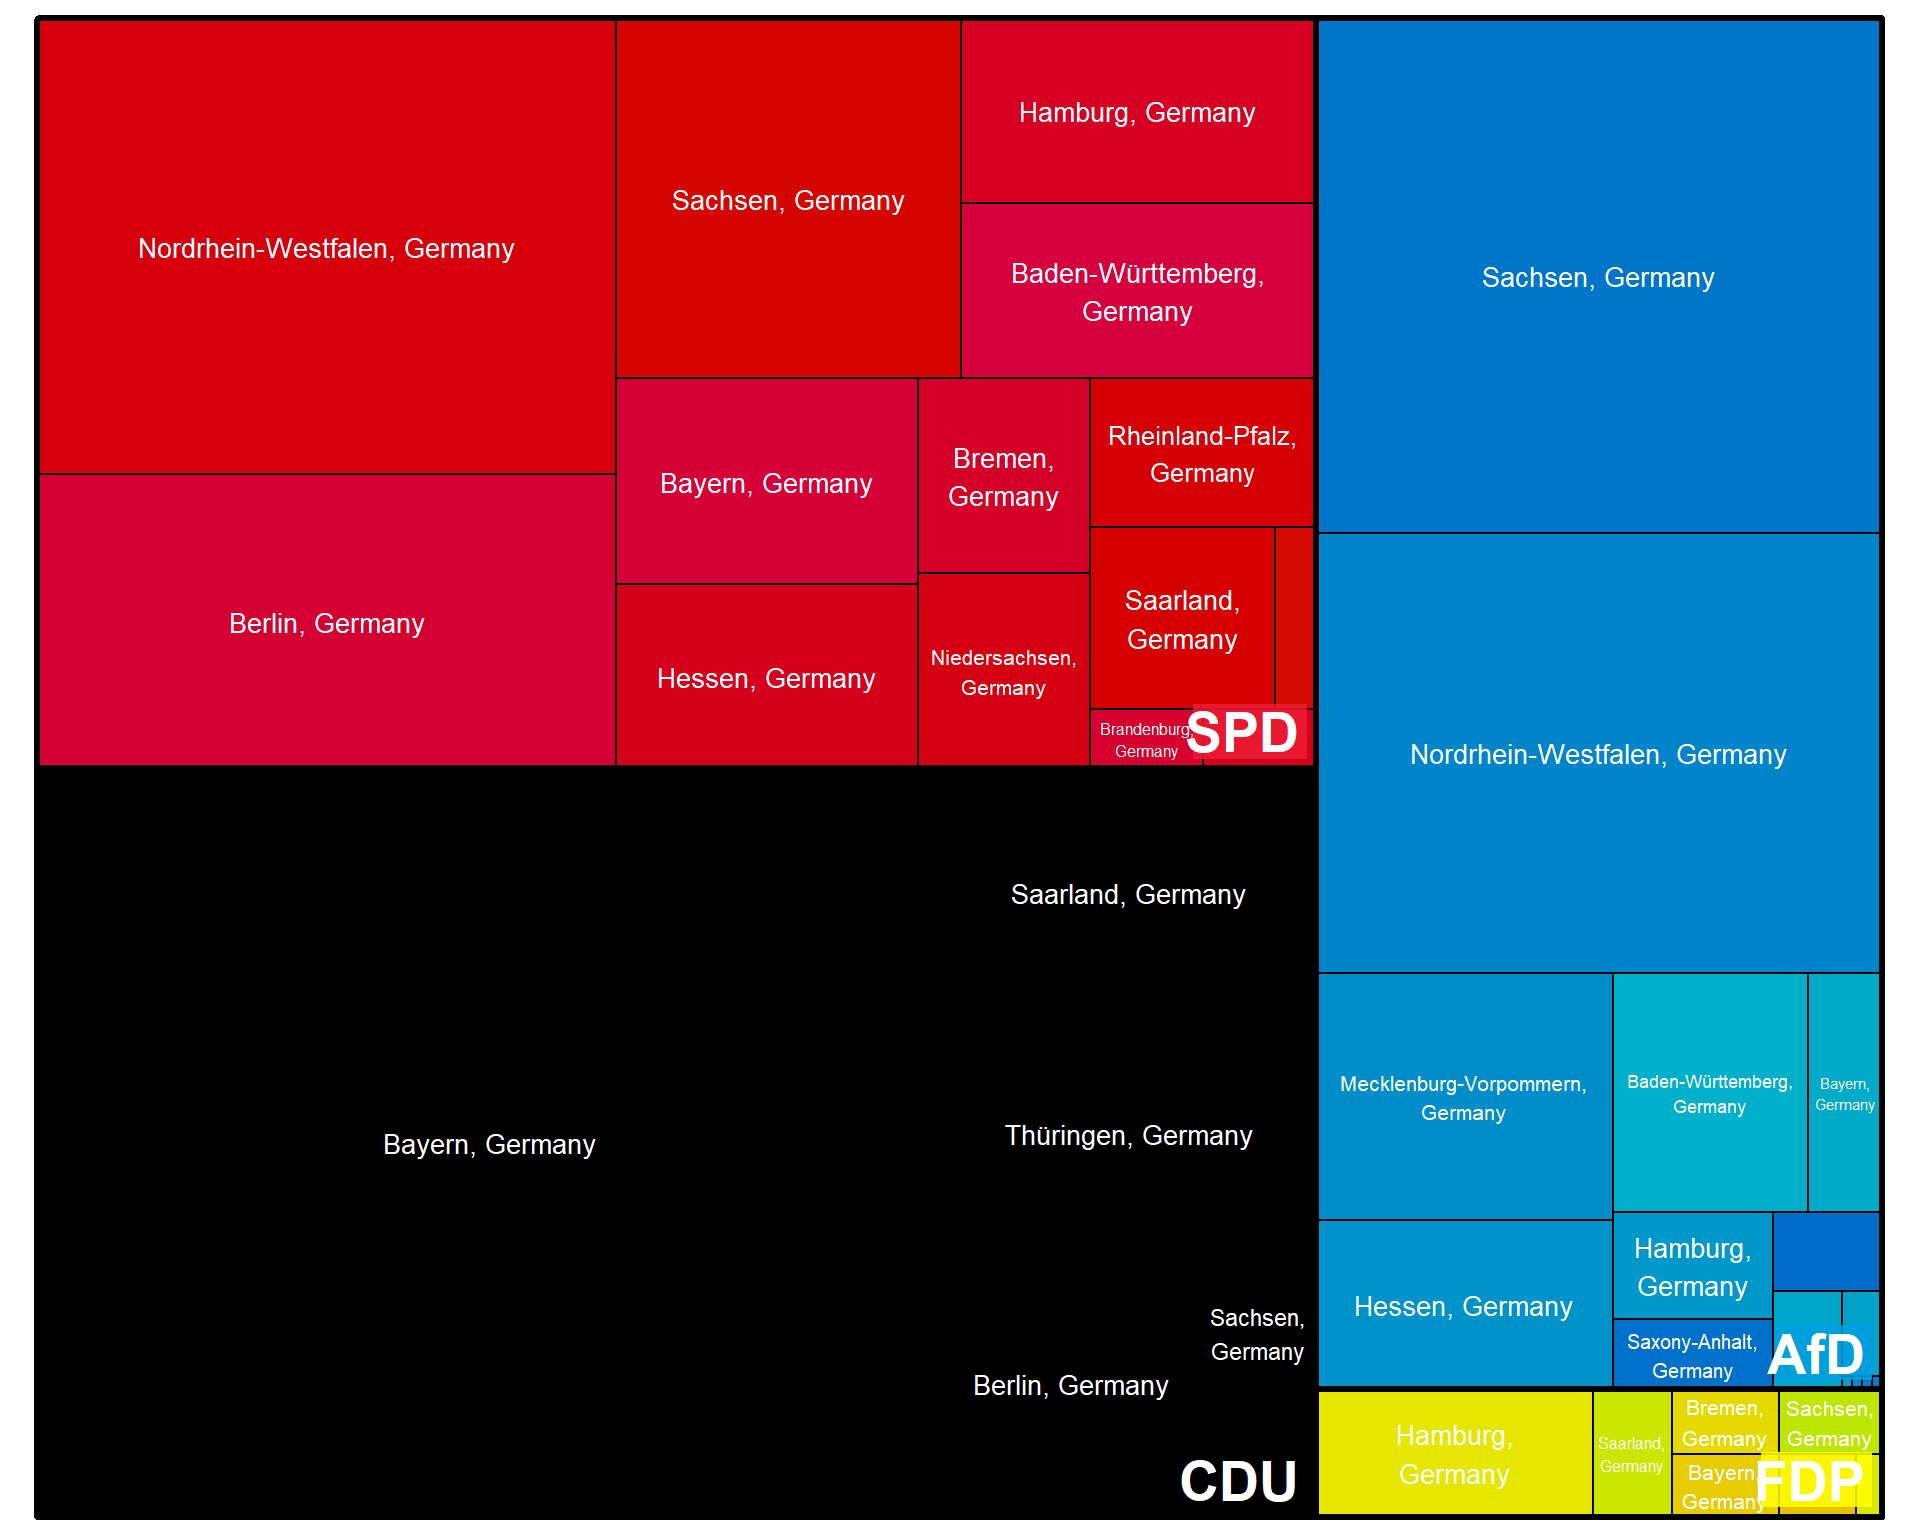 Nordrhein-Westfalen, Germany
Berlin, Germany
Sachsen, Germany
Hamburg, Germany
Baden-Württemberg,
Germany
Bayern, Germany
Hessen, Germany
Bremen,
Germany
Niedersachsen,
Germany
Rheinland-Pfalz,
Germany
Saarland,
Germany
Brandenburg,
Germany
SPD
Bayern, Germany
Saarland, Germany
Thüringen, Germany
Berlin, Germany
Sachsen,
Germany
CDU
Sachsen, Germany
Nordrhein-Westfalen, Germany
Mecklenburg-Vorpommern,
Germany
Hessen, Germany
Baden-Württemberg,
Germany
Bayern,
Germany
Hamburg,
Germany
Saxony-Anhalt,
Germany
AfD
Hamburg,
Germany
Saarland,
Germany
Bremen,
Germany
Bayern,
Germany
Sachsen,
Germany
FDP